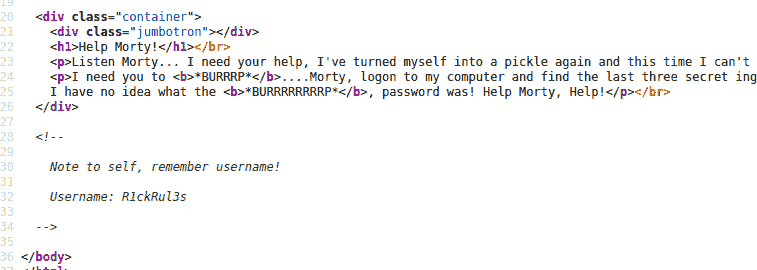 20 <div class="container">
21 <div class="jumbotron"></div>
22 <h1>Help Morty!</h1></br>
23 <p>Listen Morty... I need your help, I've turned myself into a pickle again and this time I can't
24 <p>I need you to <b>*BURRRP*</b>....Morty, logon to my computer and find the last three secret ing
25 I have no idea what the <b>*BURRRRRRRRP*</b>, password was! Help Morty, Help!</p></br>
26 </div>
27
28 <!--
29
30 Note to self, remember username!
31
32 Username: R1ckRul3s
33
34 -->
35
36 </body>